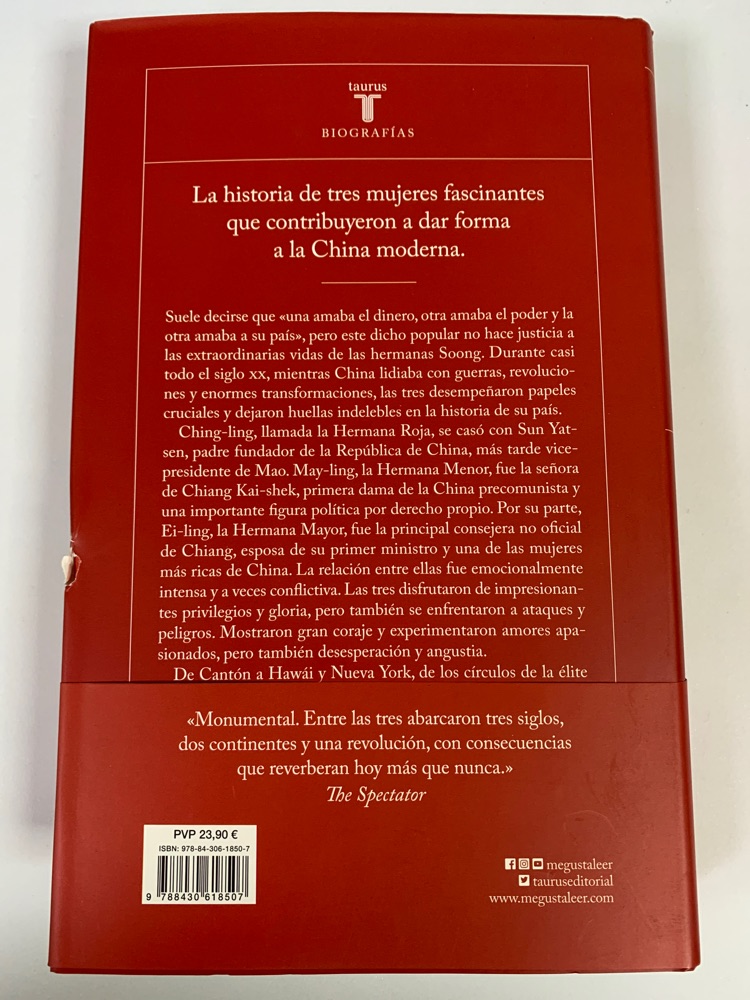 taurus
BIOGRAFÍAS
La historia de tres mujeres fascinantes
que contribuyeron a dar forma
a la China moderna.
Suele decirse que «una amaba el dinero, otra amaba el poder y la
otra amaba a su país», pero este dicho popular no hace justicia a
las extraordinarias vidas de las hermanas Soong. Durante casi
todo el siglo XX, mientras China lidiaba con guerras, revolucio-
nes y enormes transformaciones, las tres desempeñaron papeles
cruciales y dejaron huellas indelebles en la historia de su país.
Ching-ling, llamada la Hermana Roja, se casó con Sun Yat-
sen, padre fundador de la República de China, más tarde vice-
presidente de Mao. May-ling, la Hermana Menor, fue la señora
de Chiang Kai-shek, primera dama de la China precomunista y
una importante figura política por derecho propio. Por su parte,
Ei-ling, la Hermana Mayor, fue la principal consejera no oficial
de Chiang, esposa de su primer ministro y una de las mujeres
más ricas de China. La relación entre ellas fue emocionalmente
intensa y a veces conflictiva. Las tres disfrutaron de impresionan-
tes privilegios y gloria, pero también se enfrentaron a ataques y
peligros. Mostraron gran coraje y experimentaron amores apa-
sionados, pero también desesperación y angustia.
De Cantón a Hawái y Nueva York, de los círculos de la élite
«Monumental. Entre las tres abarcaron tres siglos,
dos continentes y una revolución, con consecuencias
que reverberan hoy más que nunca.»
The Spectator
PVP 23,90 €
ISBN: 978-84-306-1850-7
9 788430 618507
megustaleer
tauruseditorial
www.megustaleer.com